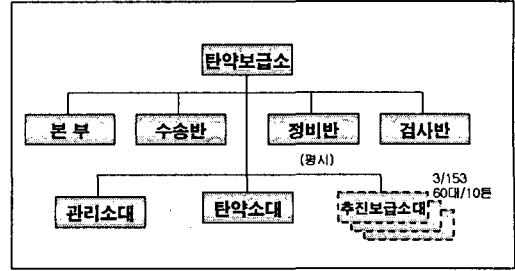 탄약보급소
본 부 수송반 정비반 검사반
(평시)
3/153
60대/10톤
관리소대 탄약소대 추진보급소대